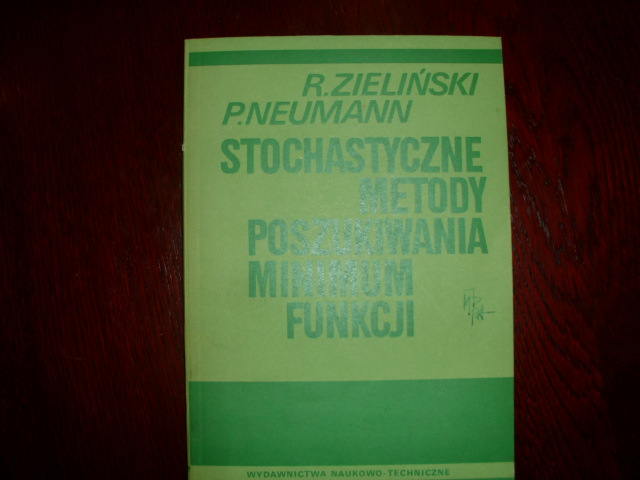 R.ZIELIŃSKI
P.NEUMANN
STOCHASTYCZNE
METODY
POSZUKIWANIA
MINIMUM
FUNKCJI
WYDAWNICTWA NAUKOWO-TECHNICZNE